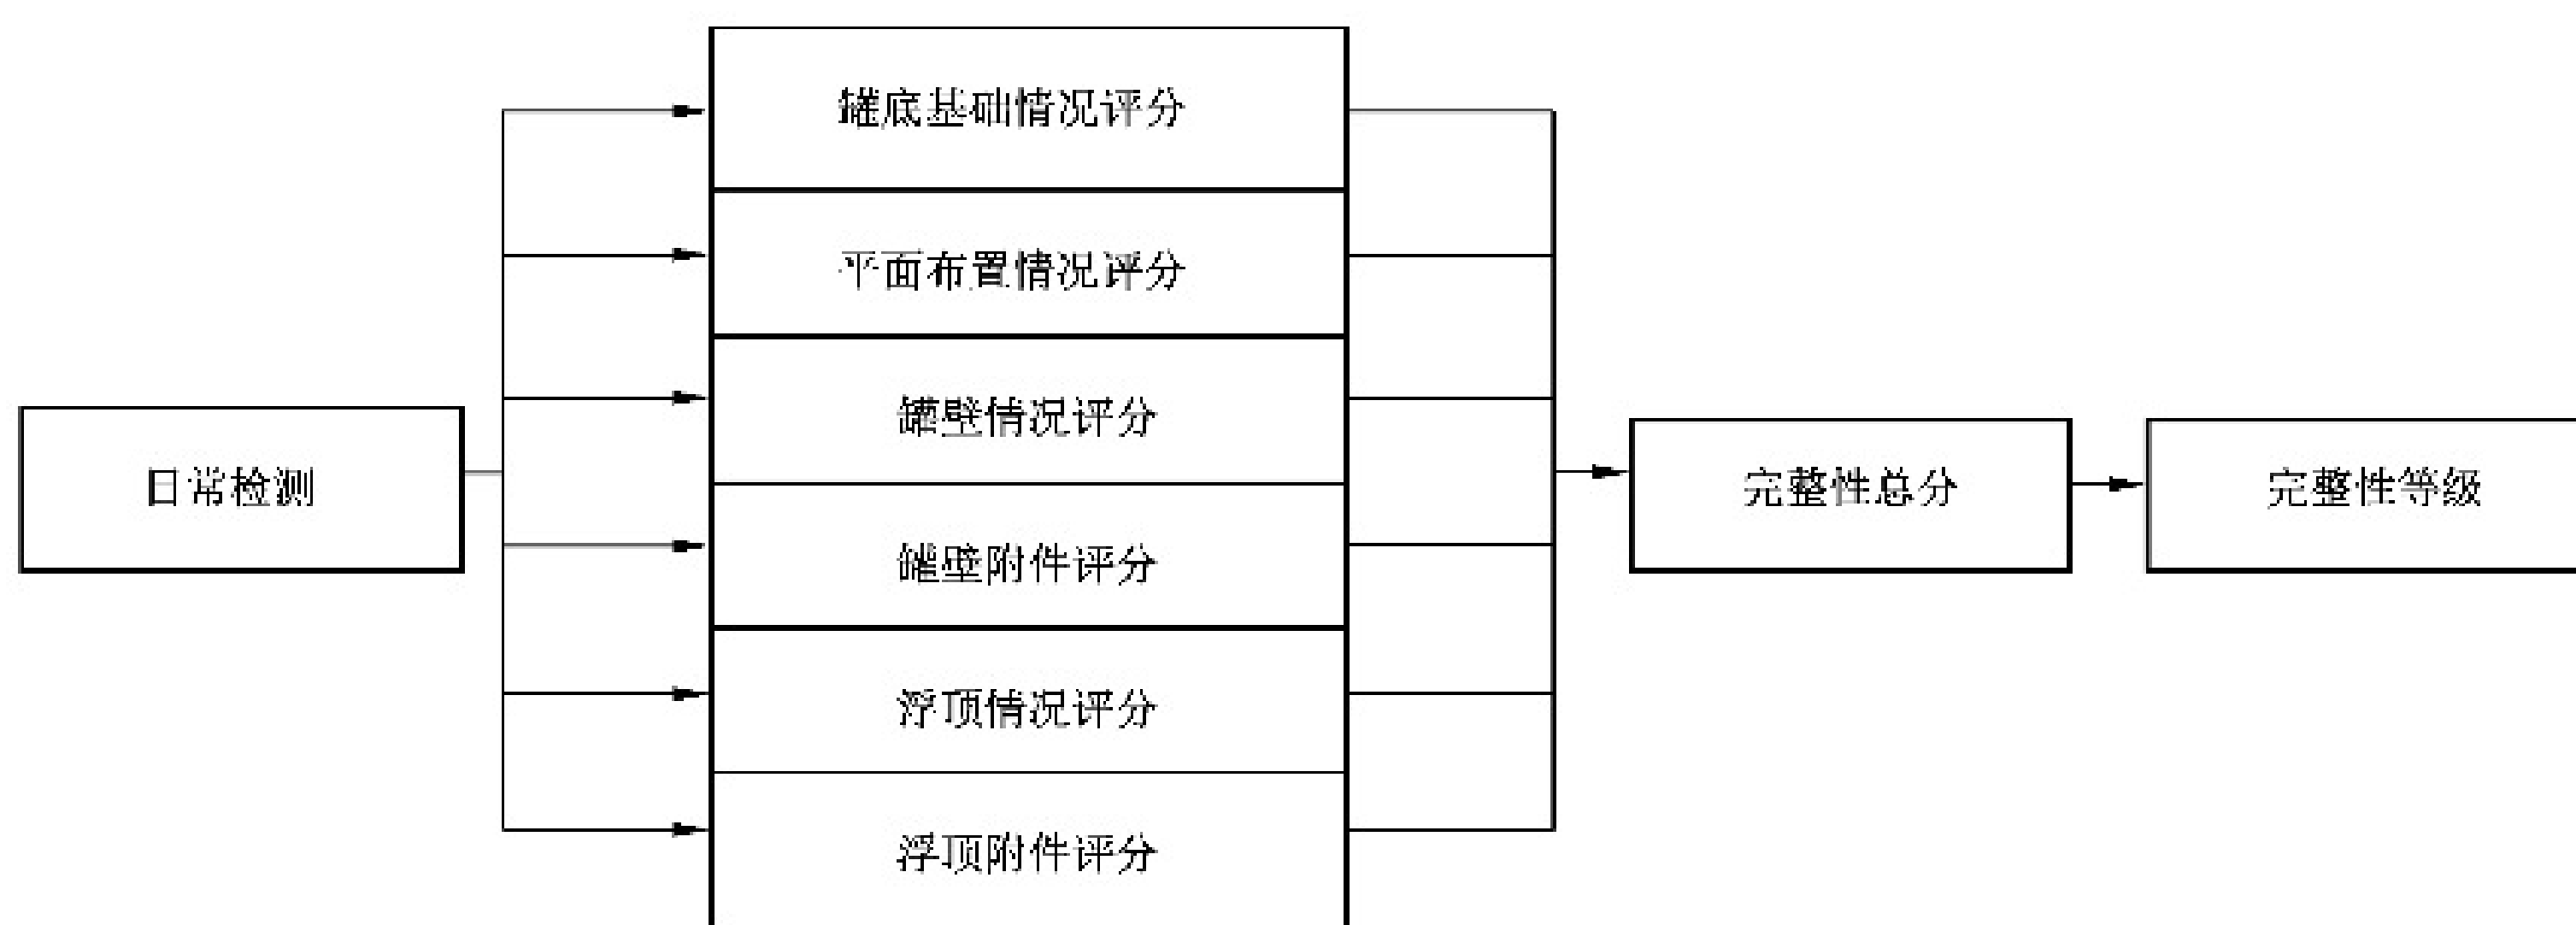 罐底基础情况评分
平面布置情况评分
罐壁情况评分
罐壁附件评分
浮顶情况评分
浮顶附件评分
日常检测
完整性总分
完整性等级